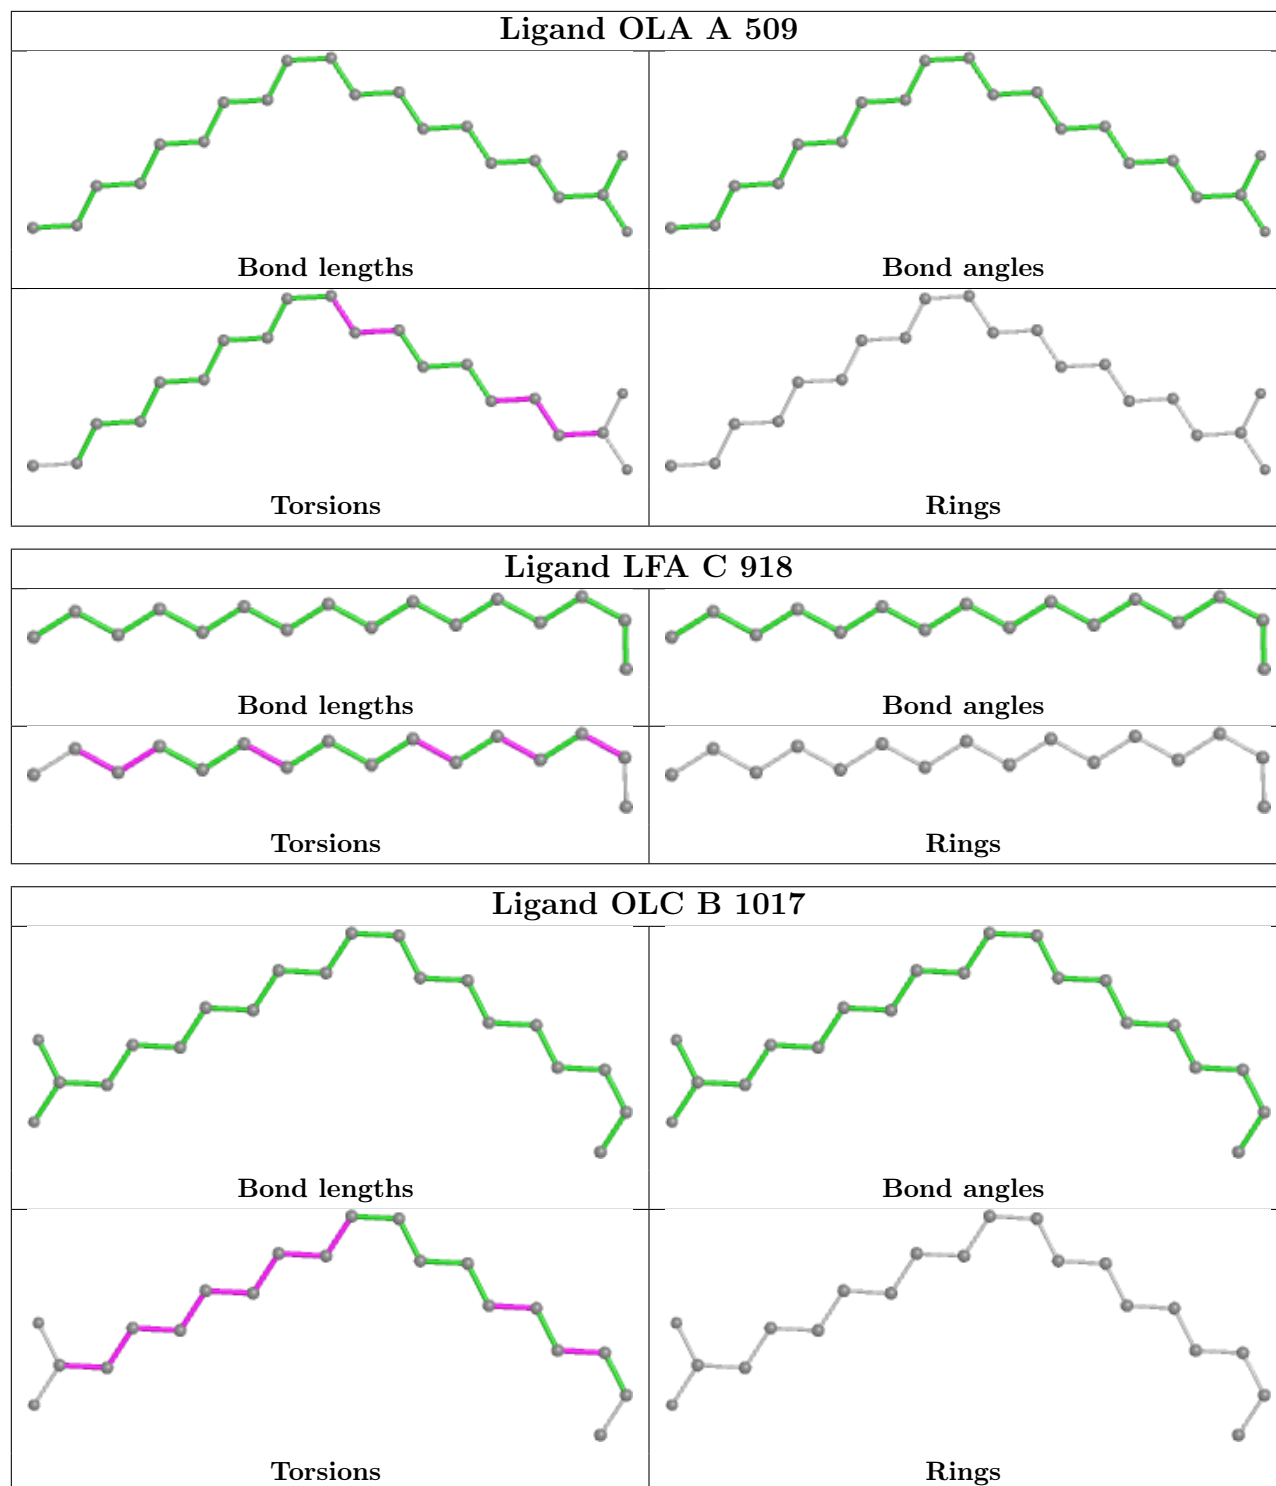 Ligand OLA A 509
Bond lengths
Bond angles
Torsions
Rings
Ligand LFA C 918
Bond lengths
Bond angles
Torsions
Rings
Ligand OLC B 1017
Bond lengths
Bond angles
Torsions
Rings